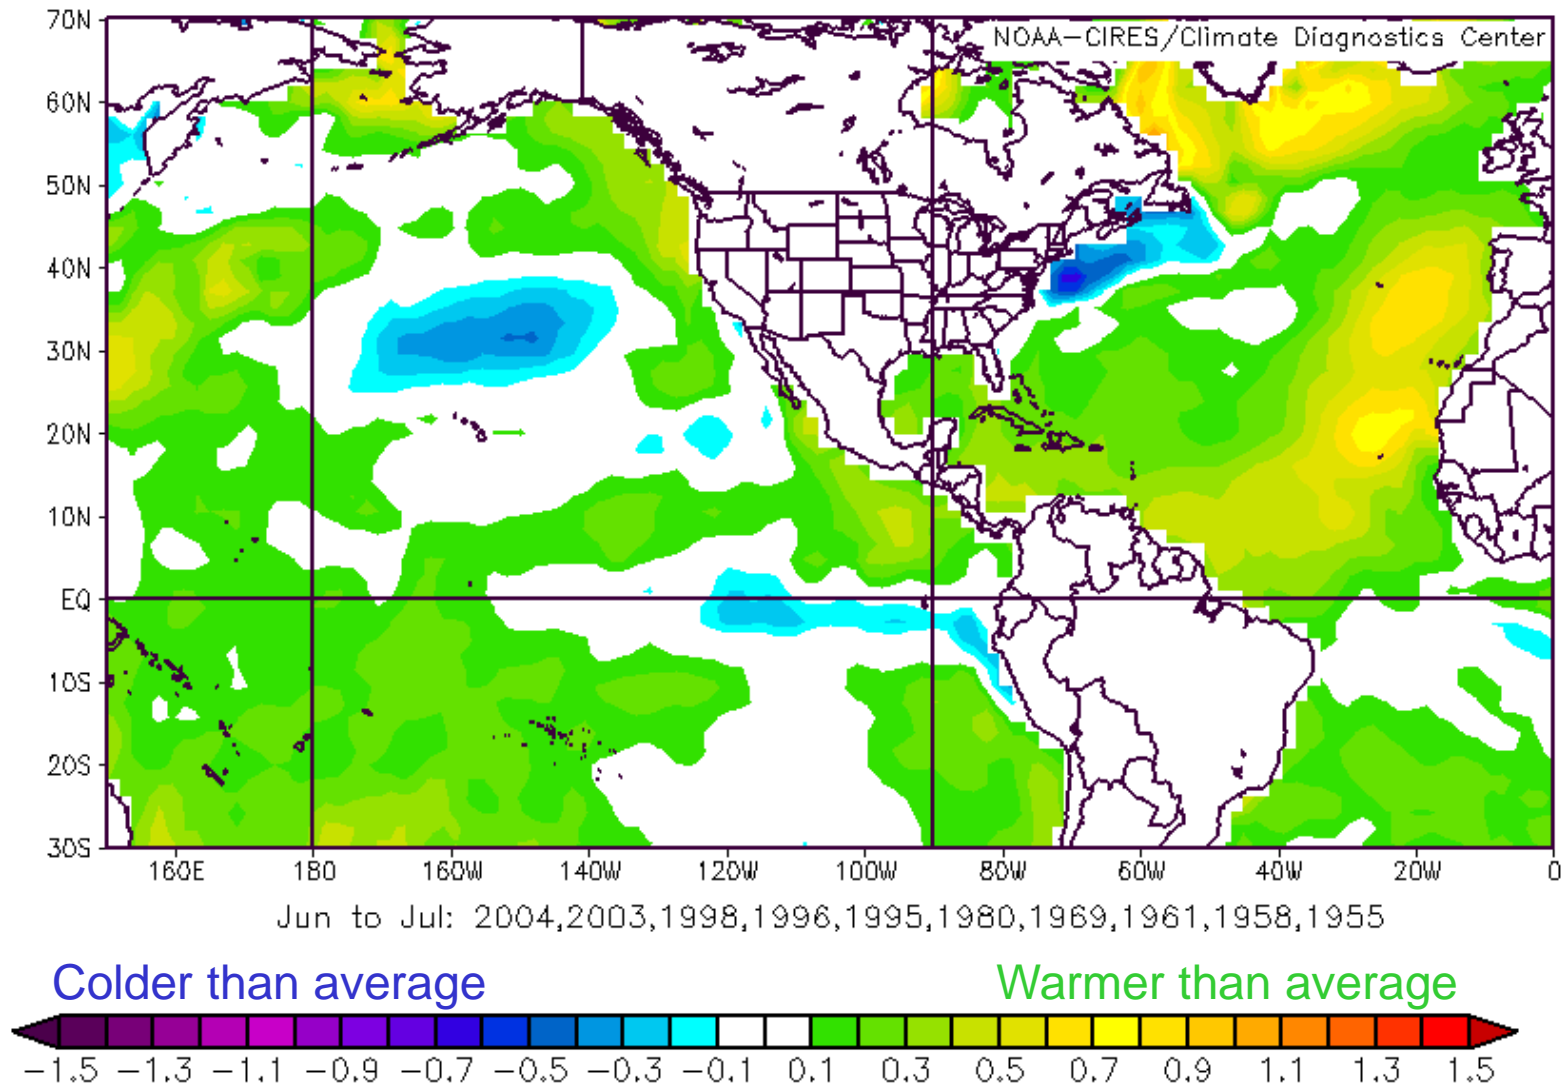 70N
NOAA-CIRES/Climate Diagnostics Center
60N
50N
40N
30N
20N
10N
EQ
10S
20S
30S
160E 180 160W 140W 120W 100W 80W 60W 40W 20W 0
Jun to Jul: 2004,2003,1998,1996,1995,1980,1969,1961,1958,1955
Colder than average Warmer than average
-1.5 -1.3 -1.1 -0.9 -0.7 -0.5 -0.3 -0.1 0.1 0.3 0.5 0.7 0.9 1.1 1.3 1.5